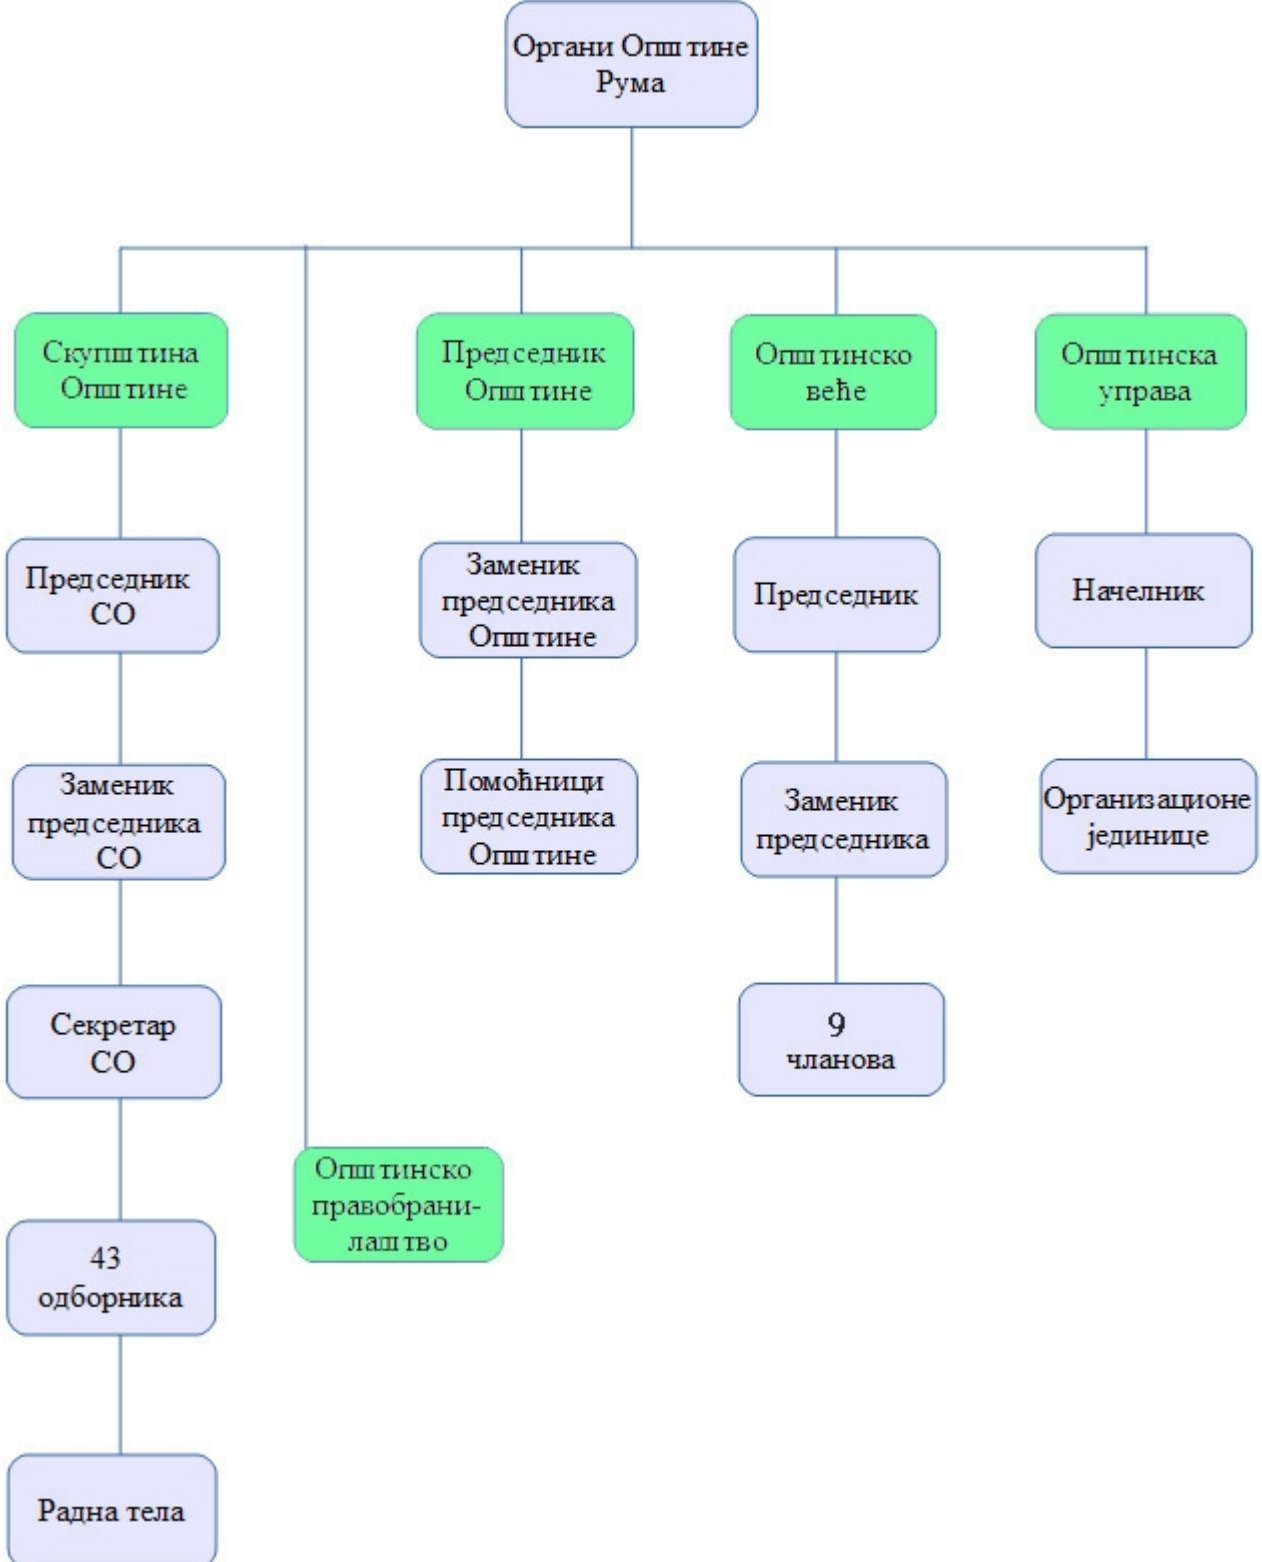 Органи Општине
Рума
Скупштина
Општине
Председник
СО
Заменик
председника
СО
Секретар
СО
43
одборника
Радна тела
Општинско
правобрани-
лаштво
Председник
Општине
Заменик
председника
Општине
Помоћници
председника
Општине
Општинско
веће
Председник
Заменик
председника
9
чланова
Општинска
управа
Начелник
Организационе
јединице